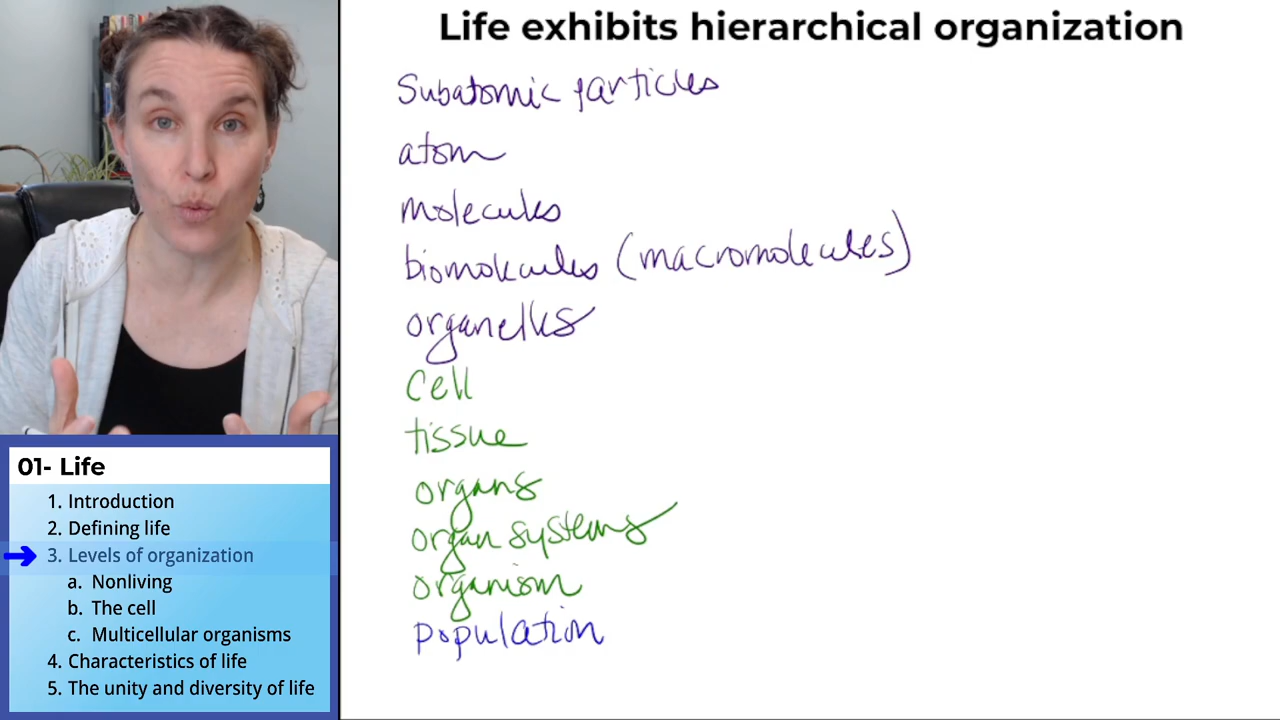 Life exhibits hierarchical organization
Subatomic particles
atom
molecules
biomolecules (macromolecules)
organelles
Cell
tissue
organs
organ systems
organism
population
01- Life
1. Introduction
2. Defining life
3. Levels of organization
a. Nonliving
b. The cell
c. Multicellular organisms
4. Characteristics of life
5. The unity and diversity of life